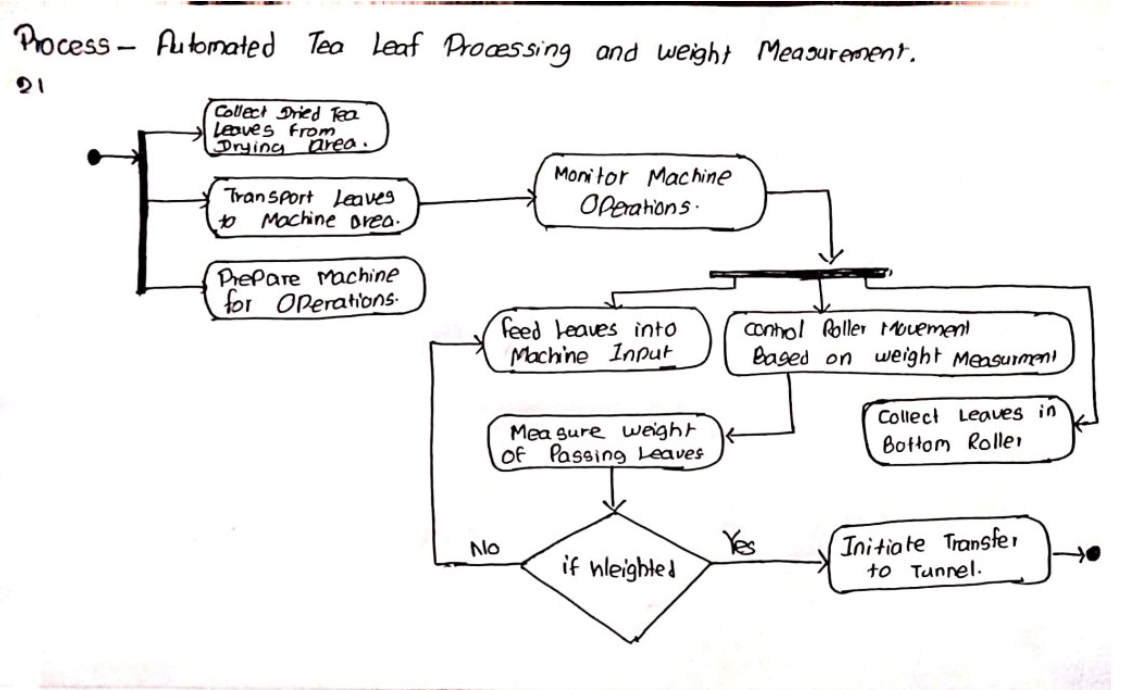 Process - Automated Tea Leaf Processing and weight Measurement.
21
Collect Dried Tea
Leaves from
Drying area.
Transport Leaves
to Machine area.
Prepare Machine
for Operations.
Monitor Machine
Operations.
feed Leaves into
Machine Input
control Roller Movement
Based on weight Measurment
Measure weight
of Passing Leaves
Collect Leaves in
Bottom Roller
if Weighted
No
Yes
Initiate Transfer
to Tunnel.